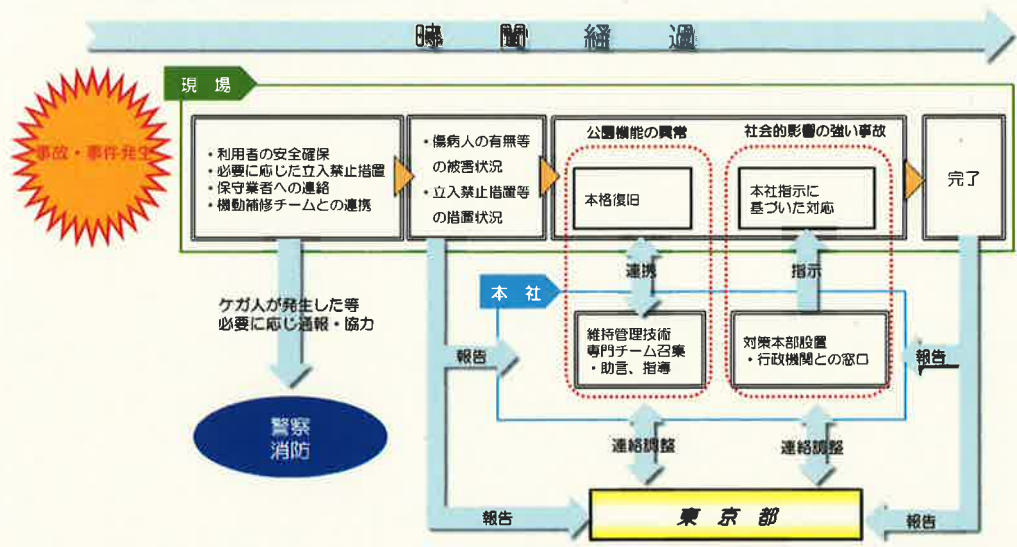 時間経過
現場
事故・事件発生
・利用者の安全確保
・必要に応じた立入禁止措置
・保守業者への連絡
・機動補修チームとの連携
・傷病人の有無等
の被害状況
・立入禁止措置等
の措置状況
公園機能の異常
本格復旧
社会的影響の強い事故
本社指示に
基づいた対応
完了
連携
指示
本社
ケガ人が発生した等
必要に応じ通報・協力
維持管理技術
専門チーム召集
・助言、指導
対策本部設置
・行政機関との窓口
報告
報告
警察
消防
連絡調整
連絡調整
報告
東京都
報告